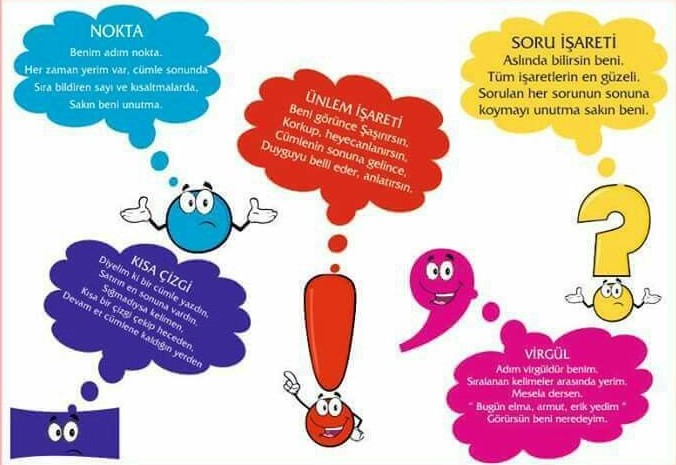 NOKTA
Benim adım nokta.
Her zaman yerim var, cümle sonunda
Sıra bildiren sayı ve kısaltmalarda,
Sakın beni unutma.
ÜNLEM İŞARETİ
Beni görünce Şaşırırsın,
Korkup, heyecanlanırsın,
Cümlenin sonuna gelince,
Duyguyu belli eder, anlatırsın.
SORU İŞARETİ
Aslında bilirsin beni.
Tüm işaretlerin en güzeli.
Sorulan her sorunun sonuna
koymayı unutma sakın beni.
KISA ÇİZGİ
Diyelim ki bir cümle yazdın.
Satırın en sonuna vardın.
Sığmadıysa kelimen,
Kısa bir çizgi çekip heceden,
Devam et cümlene kaldığın yerden
VİRGÜL
Adım virgüldür benim.
Sıralanan kelimeler arasında yerim.
Mesela dersen.
" Bugün elma, armut, erik yedim "
Görürsün beni neredeyim.